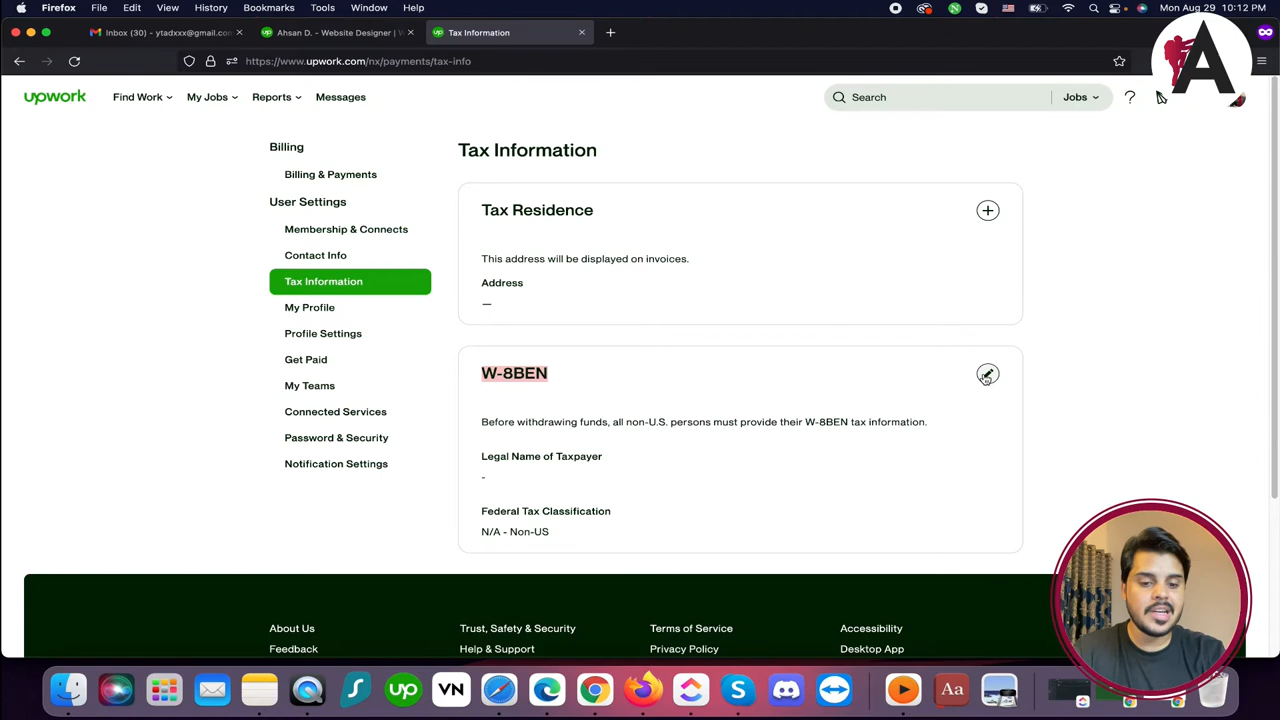 Firefox File Edit View History Bookmarks Tools Window Help Mon Aug 29 10:12 PM
Inbox (30) - ytadxxx@gmail.com
Ahsan D. - Website Designer | W
Tax Information
https://www.upwork.com/nx/payments/tax-info
A
upwork Find Work My Jobs Reports Messages Search Jobs ?
Billing
Billing & Payments
User Settings
Membership & Connects
Contact Info
Tax Information
My Profile
Profile Settings
Get Paid
My Teams
Connected Services
Password & Security
Notification Settings
Tax Information
Tax Residence
This address will be displayed on invoices.
Address
—
W-8BEN
Before withdrawing funds, all non-U.S. persons must provide their W-8BEN tax information.
Legal Name of Taxpayer
-
Federal Tax Classification
N/A - Non-US
About Us Trust, Safety & Security Terms of Service Accessibility
Feedback Help & Support Privacy Policy Desktop App
up VN Aa